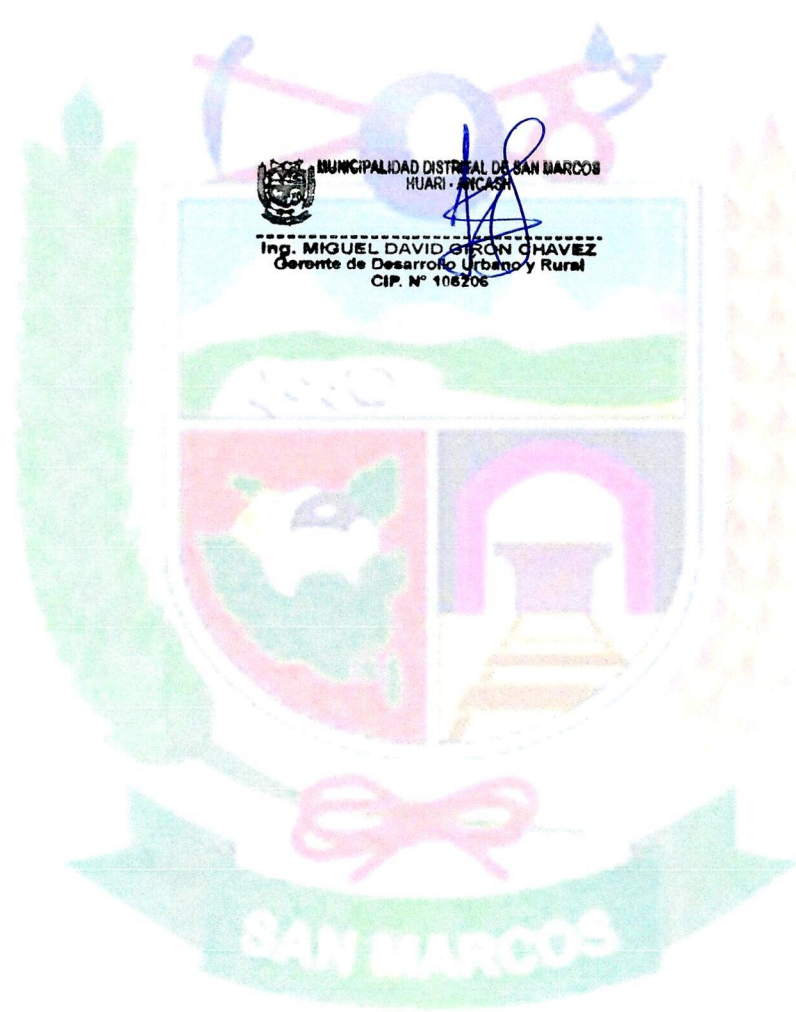 MUNICIPALIDAD DISTRITAL DE SAN MARCOS
HUARI - ANCASH
Ing. MIGUEL DAVID GIRON CHAVEZ
Gerente de Desarrollo Urbano y Rural
CIP. N° 106206
SAN MARCOS